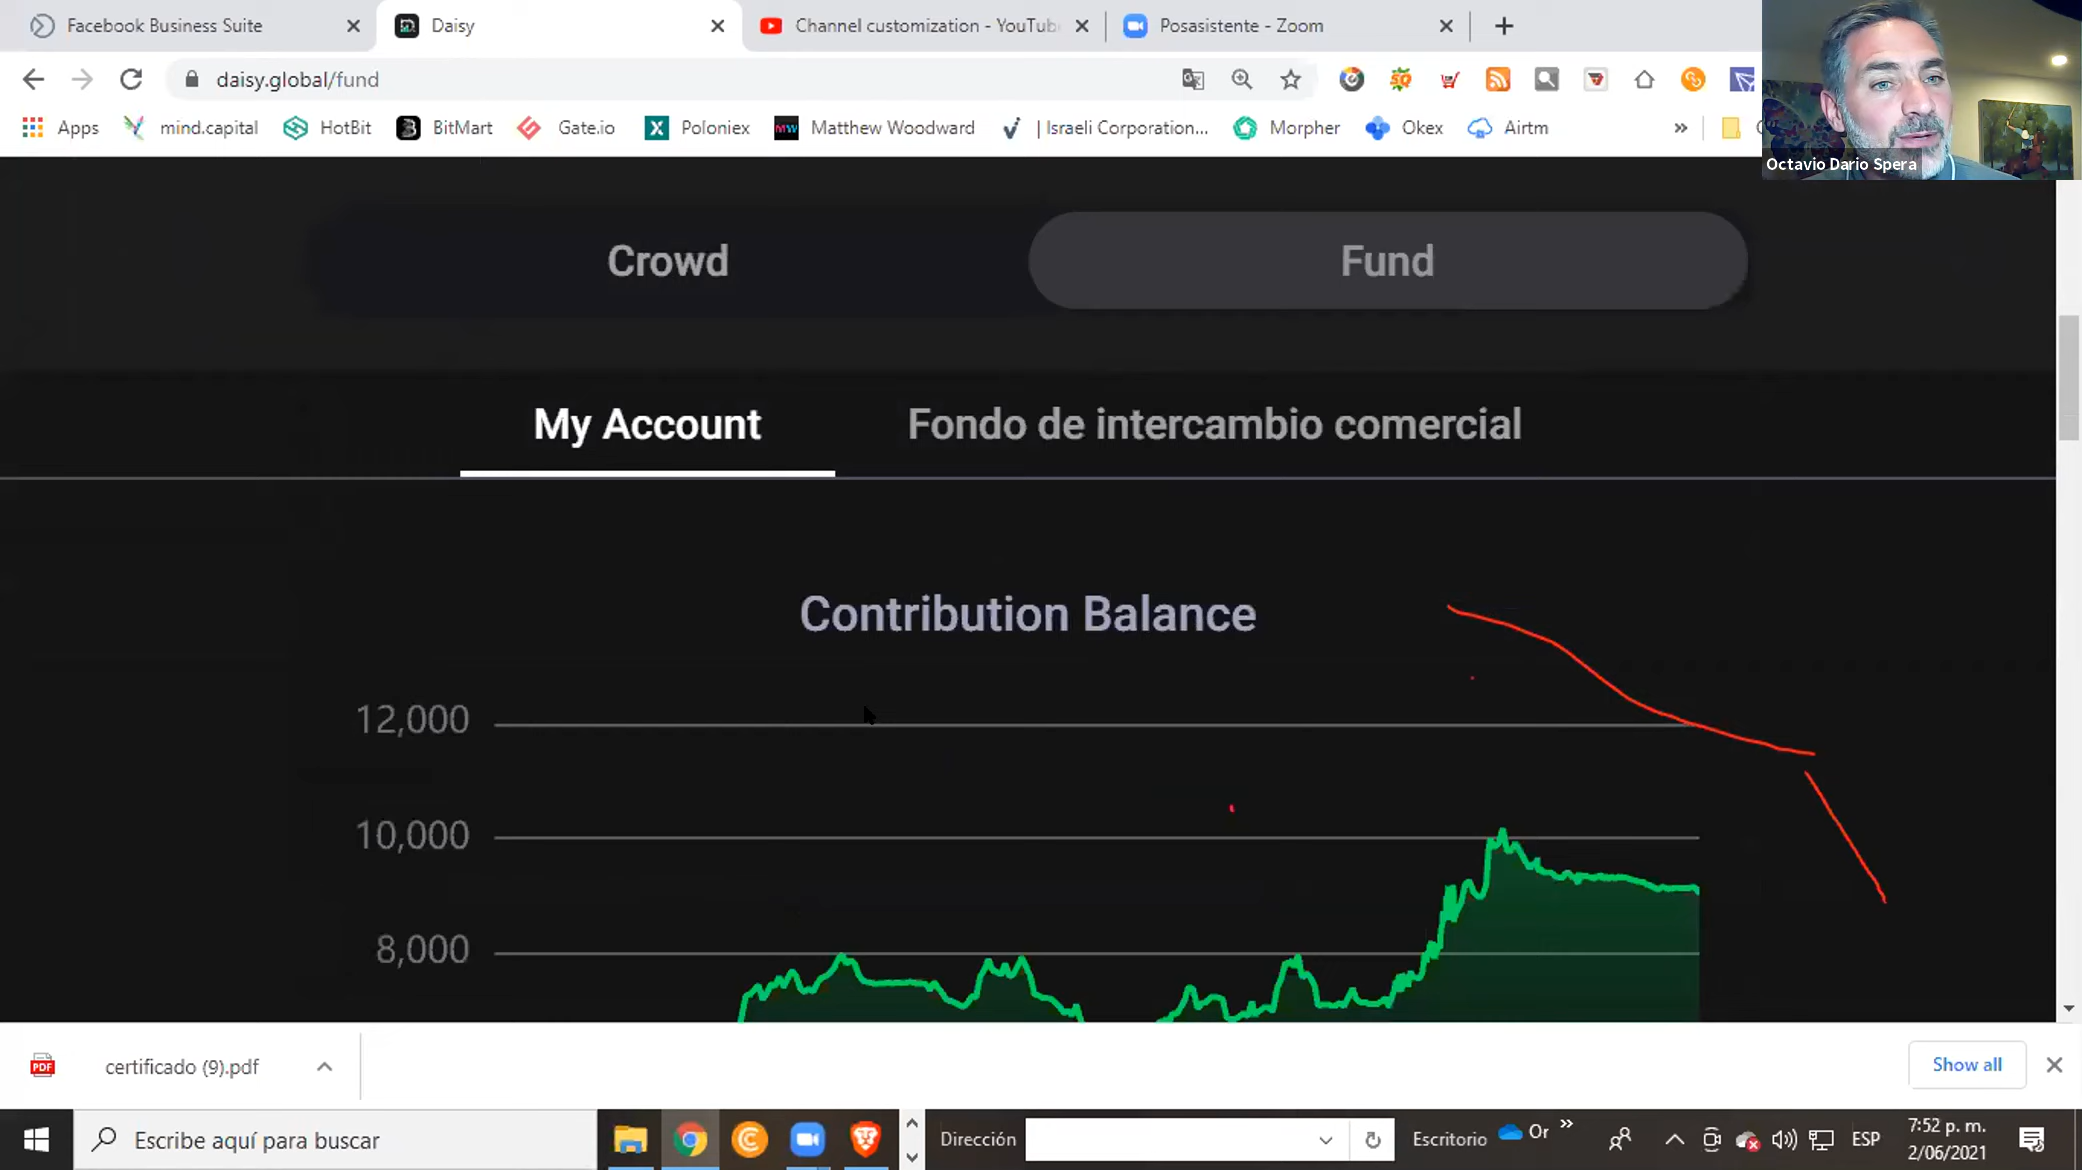 Facebook Business Suite
Daisy
Channel customization - YouTub
Posasistente - Zoom
daisy.global/fund
Apps
mind.capital
HotBit
BitMart
Gate.io
Poloniex
Matthew Woodward
| Israeli Corporation...
Morpher
Okex
Airtm
Octavio Dario Spera
Crowd
Fund
My Account
Fondo de intercambio comercial
Contribution Balance
12,000
10,000
8,000
certificado (9).pdf
Show all
Escribe aquí para buscar
Dirección
Escritorio
Or
ESP
7:52 p. m.
2/06/2021